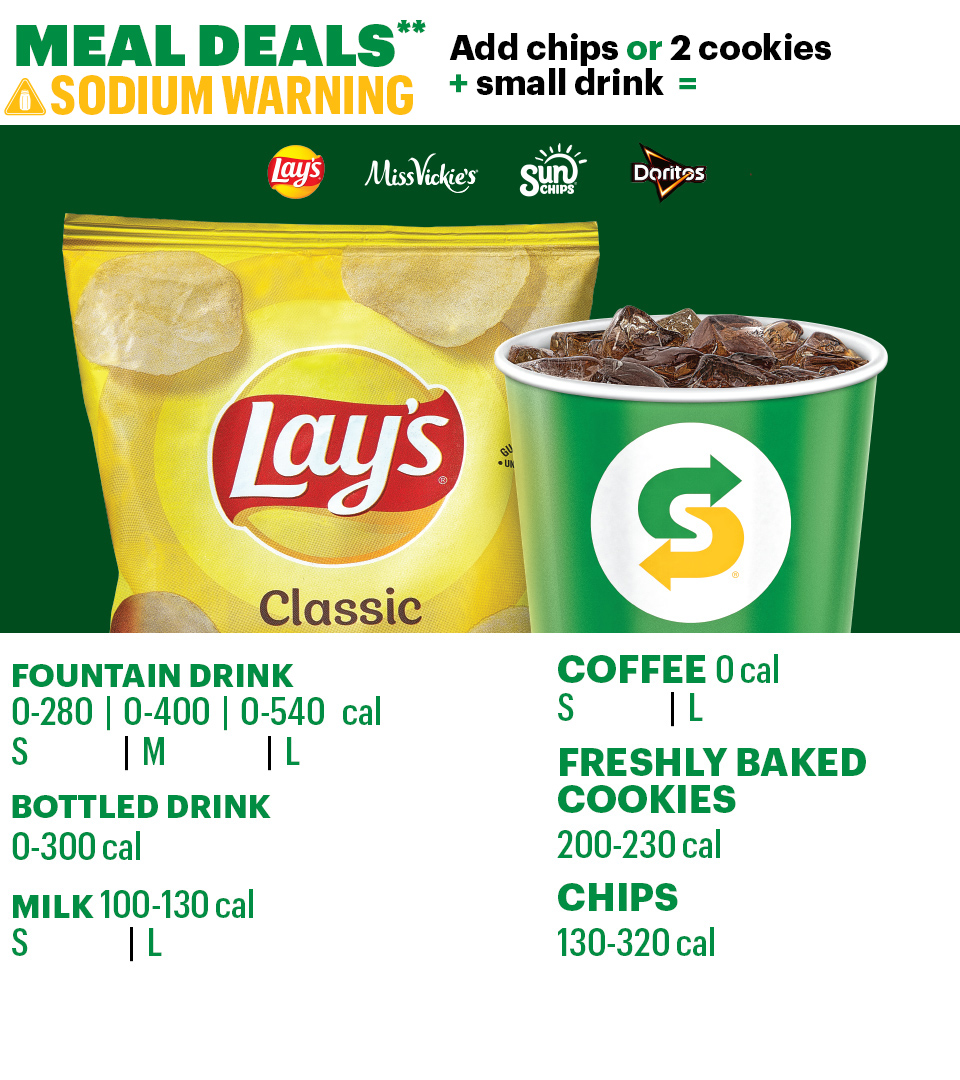 MEAL DEALS**
SODIUM WARNING
Add chips or 2 cookies
+ small drink =
Lay's
Miss Vickie's
Sun
CHIPS
Doritos
Lay's
®
Classic
S
®
FOUNTAIN DRINK
0-280 | 0-400 | 0-540 cal
S | M | L
BOTTLED DRINK
0-300 cal
MILK 100-130 cal
S | L
COFFEE 0 cal
S | L
FRESHLY BAKED
COOKIES
200-230 cal
CHIPS
130-320 cal